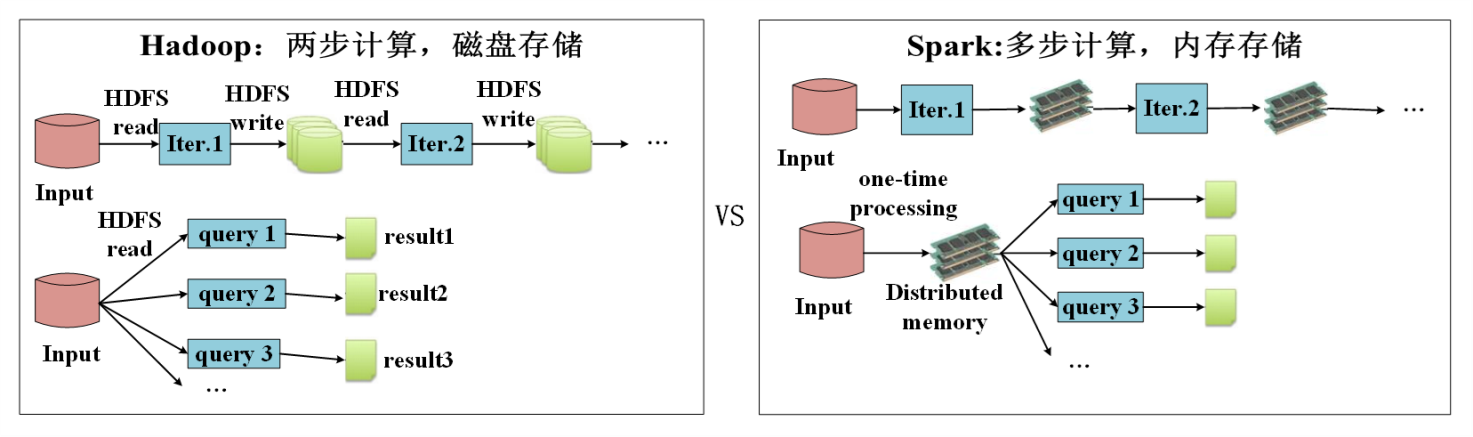 Hadoop：两步计算，磁盘存储
HDFS
read
HDFS
write
HDFS
read
HDFS
write
Iter.1
Iter.2
...
Input
HDFS
read
query 1
result1
query 2
result2
Input
query 3
result3
...
VS
Spark:多步计算，内存存储
Iter.1
Iter.2
...
Input
one-time
processing
query 1
query 2
Input
Distributed
memory
query 3
...